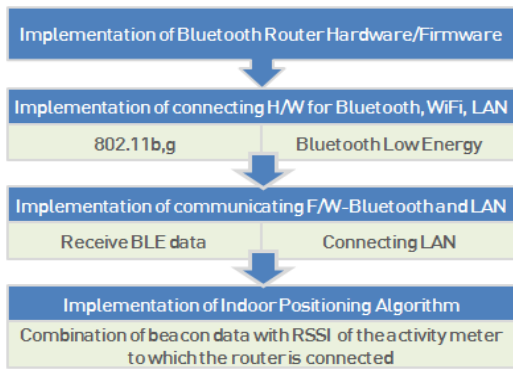 Implementation of Bluetooth Router Hardware/Firmware
Implementation of connecting H/W for Bluetooth, WiFi, LAN
802.11b,g
Bluetooth Low Energy
Implementation of communicating F/W-Bluetooth and LAN
Receive BLE data
Connecting LAN
Implementation of Indoor Positioning Algorithm
Combination of beacon data with RSSI of the activity meter
to which the router is connected